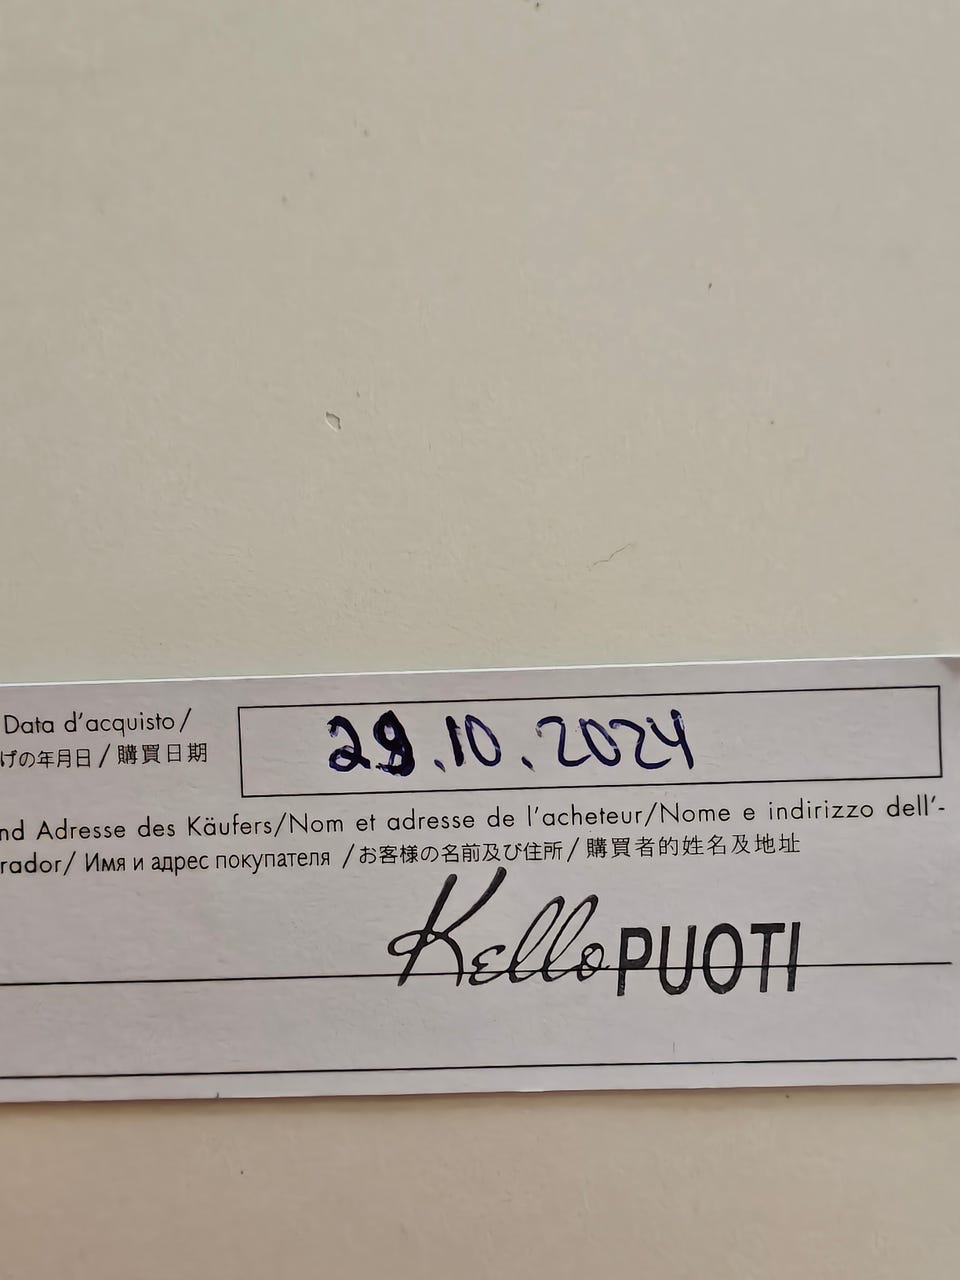 Data d'acquisto/
げの年月日 / 購買日期
.10.2024
nd Adresse des Käufers/Nom et adresse de l'acheteur/Nome e indirizzo dell'-
rador/ Имя и адрес покупателя /お客様の名前及び住所/ 購買者的姓名及地址
Kello PUOTI